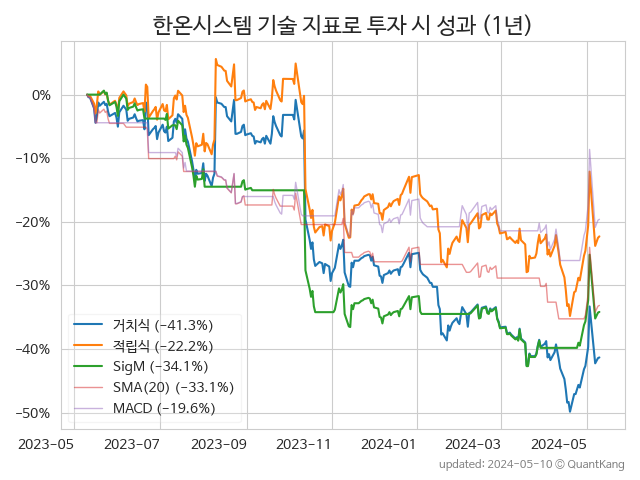 한온시스템 기술 지표로 투자 시 성과 (1년)
0%
−10%
−20%
−30%
−40%
−50%
거치식 (−41.3%)
적립식 (−22.2%)
SigM (−34.1%)
SMA(20) (−33.1%)
MACD (−19.6%)
2023-05 2023-07 2023-09 2023-11 2024-01 2024-03 2024-05
updated: 2024-05-10 © QuantKang